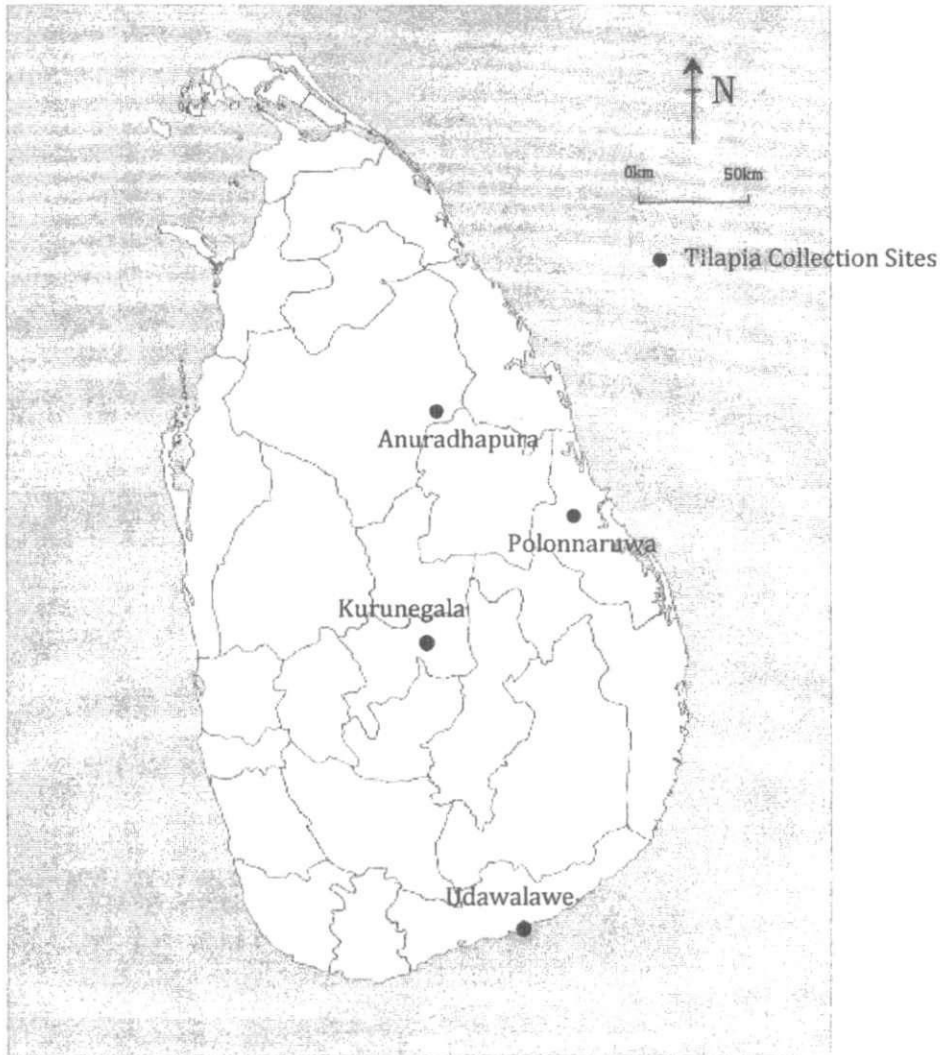 N
0km 50km
Tilapia Collection Sites
Anuradhapura
Polonnaruwa
Kurunegala
Udawalawe